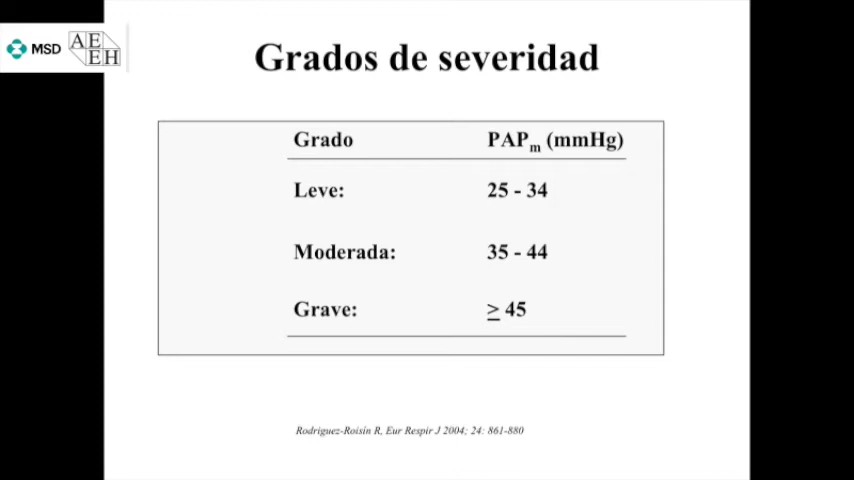 MSD
AE
EH
Grados de severidad
Grado PAPm (mmHg)
Leve: 25 - 34
Moderada: 35 - 44
Grave: ≥ 45
Rodriguez-Roisin R, Eur Respir J 2004; 24: 861-880